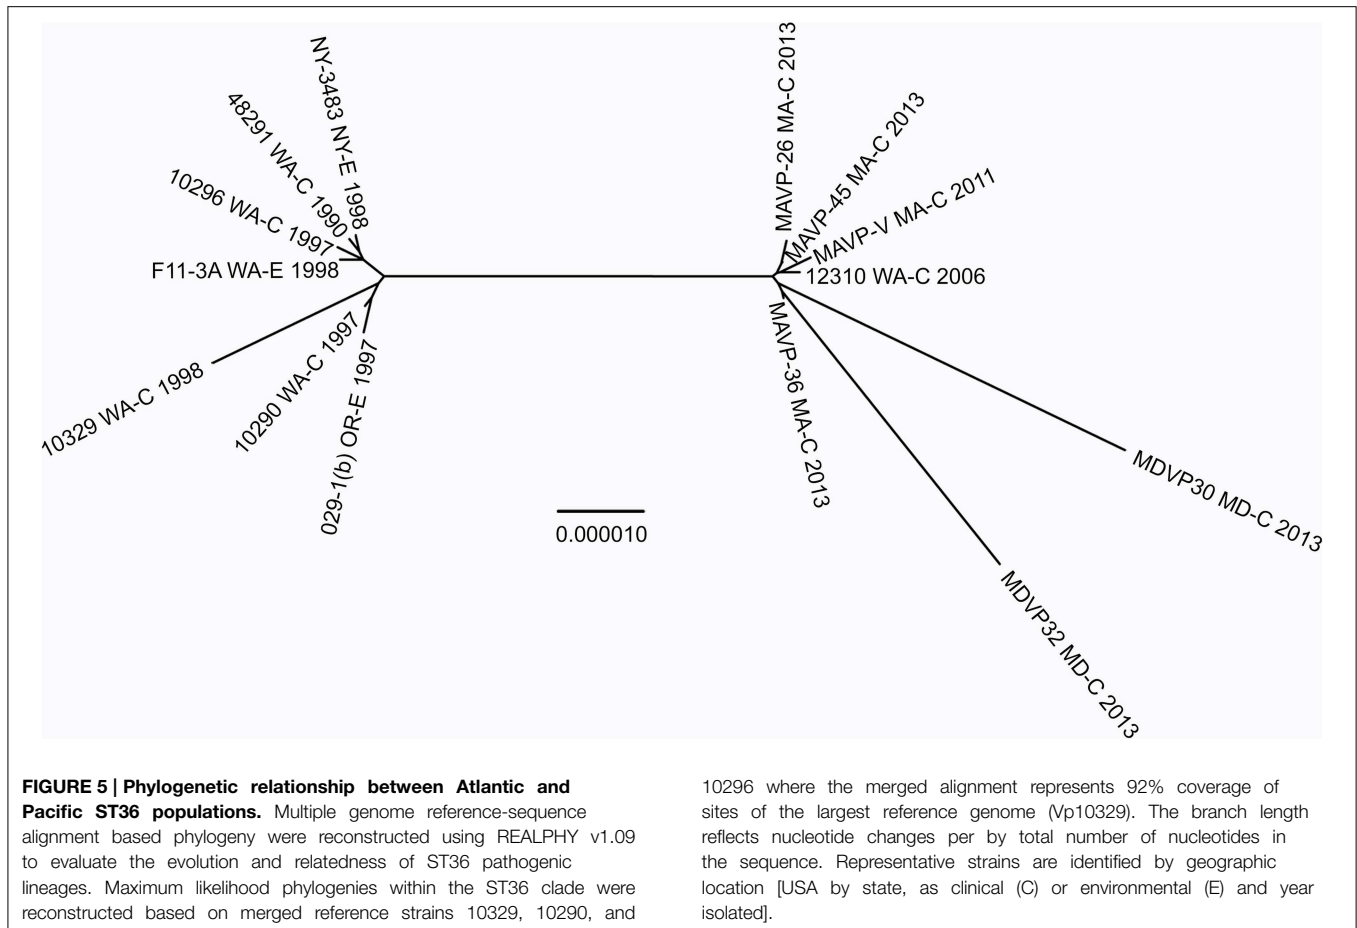 NY-3483 NY-E 1998
48291 WA-C 1990
10296 WA-C 1997
F11-3A WA-E 1998
10329 WA-C 1998
10290 WA-C 1997
029-1(b) OR-E 1997
MAVP-26 MA-C 2013
MAVP-45 MA-C 2013
MAVP-V MA-C 2011
12310 WA-C 2006
MAVP-36 MA-C 2013
MDVP30 MD-C 2013
MDVP32 MD-C 2013
0.000010
FIGURE 5 | Phylogenetic relationship between Atlantic and
Pacific ST36 populations. Multiple genome reference-sequence
alignment based phylogeny were reconstructed using REALPHY v1.09
to evaluate the evolution and relatedness of ST36 pathogenic
lineages. Maximum likelihood phylogenies within the ST36 clade were
reconstructed based on merged reference strains 10329, 10290, and
10296 where the merged alignment represents 92% coverage of
sites of the largest reference genome (Vp10329). The branch length
reflects nucleotide changes per by total number of nucleotides in
the sequence. Representative strains are identified by geographic
location [USA by state, as clinical (C) or environmental (E) and year
isolated].